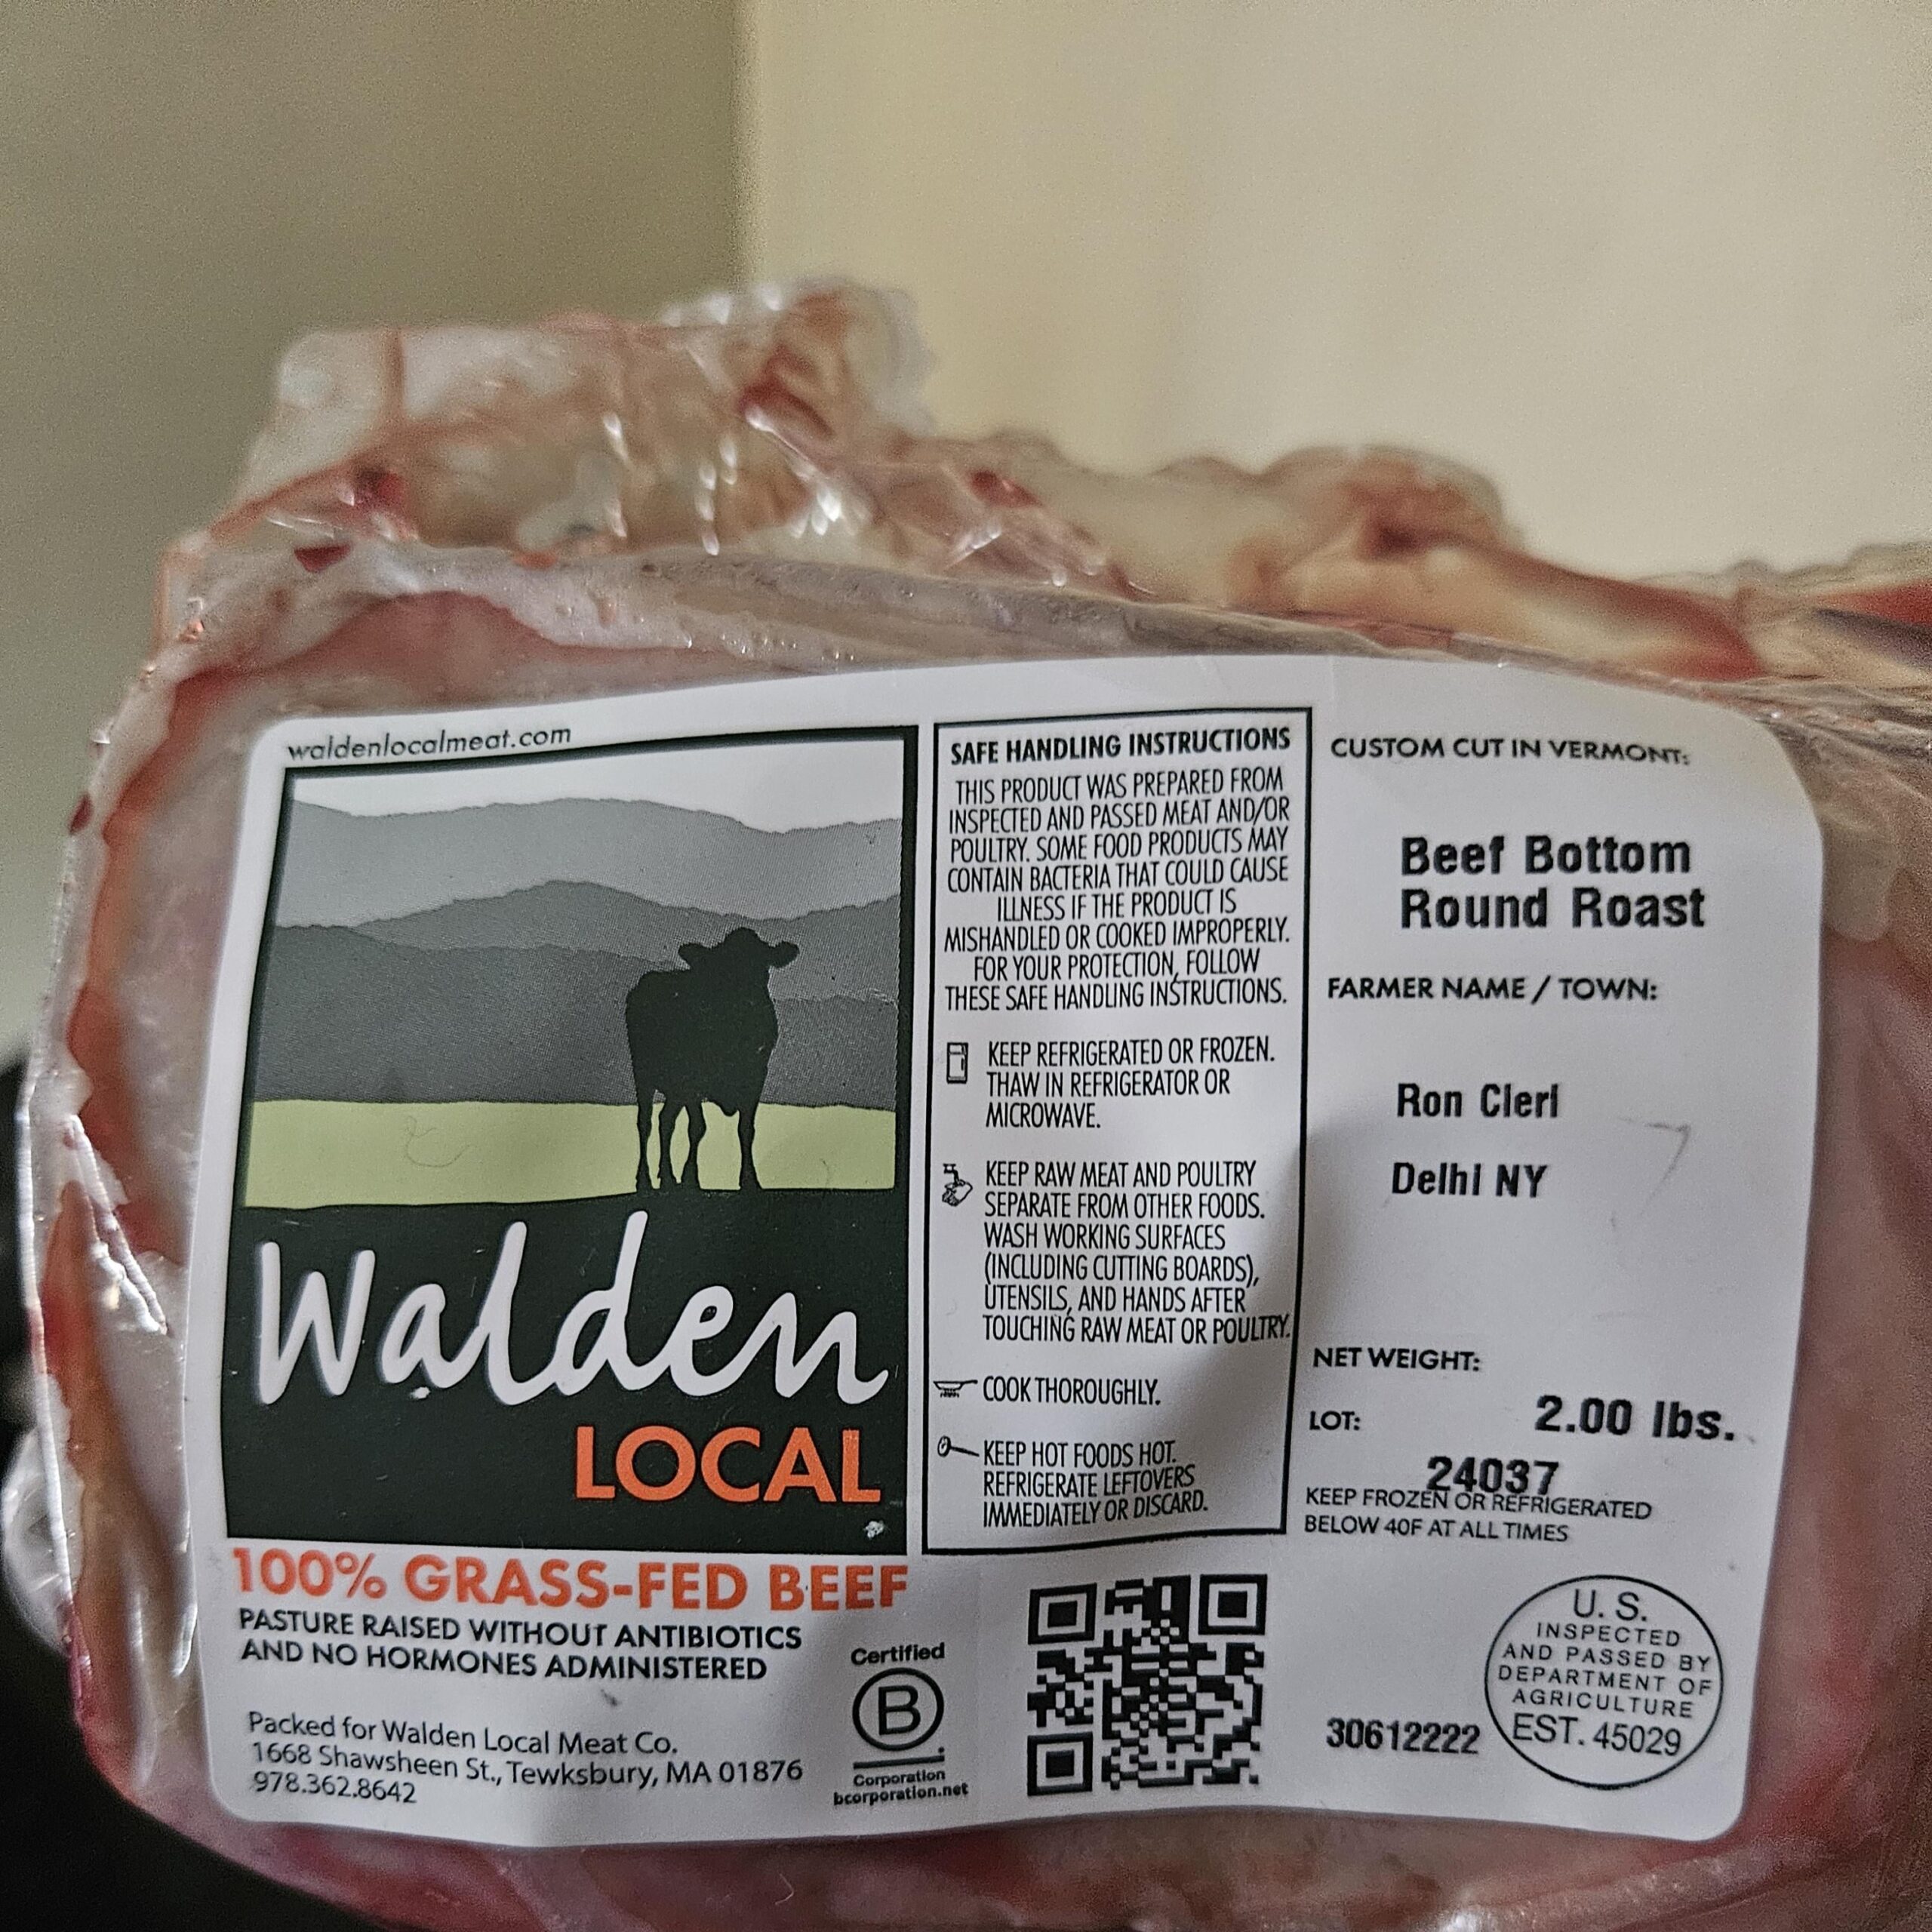 waldenlocalmeat.com
Walden
LOCAL
100% GRASS-FED BEEF
PASTURE RAISED WITHOUT ANTIBIOTICS
AND NO HORMONES ADMINISTERED
Packed for Walden Local Meat Co.
1668 Shawsheen St., Tewksbury, MA 01876
978.362.8642
Certified
B
Corporation
bcorporation.net
SAFE HANDLING INSTRUCTIONS
THIS PRODUCT WAS PREPARED FROM
INSPECTED AND PASSED MEAT AND/OR
POULTRY. SOME FOOD PRODUCTS MAY
CONTAIN BACTERIA THAT COULD CAUSE
ILLNESS IF THE PRODUCT IS
MISHANDLED OR COOKED IMPROPERLY.
FOR YOUR PROTECTION, FOLLOW
THESE SAFE HANDLING INSTRUCTIONS.
KEEP REFRIGERATED OR FROZEN.
THAW IN REFRIGERATOR OR
MICROWAVE.
KEEP RAW MEAT AND POULTRY
SEPARATE FROM OTHER FOODS.
WASH WORKING SURFACES
(INCLUDING CUTTING BOARDS),
UTENSILS, AND HANDS AFTER
TOUCHING RAW MEAT OR POULTRY.
COOK THOROUGHLY.
KEEP HOT FOODS HOT.
REFRIGERATE LEFTOVERS
IMMEDIATELY OR DISCARD.
CUSTOM CUT IN VERMONT:
Beef Bottom
Round Roast
FARMER NAME / TOWN:
Ron Cleri
Delhi NY
NET WEIGHT:
2.00 lbs.
LOT:
24037
KEEP FROZEN OR REFRIGERATED
BELOW 40F AT ALL TIMES
30612222
U. S.
INSPECTED
AND PASSED BY
DEPARTMENT OF
AGRICULTURE
EST. 45029